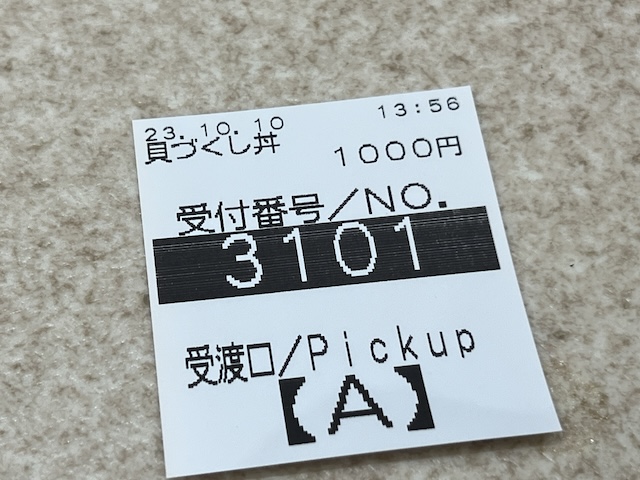 23.10.10 13:56
貝づくし丼 1000円
受付番号/NO.
3101
受渡口/Pickup
【A】